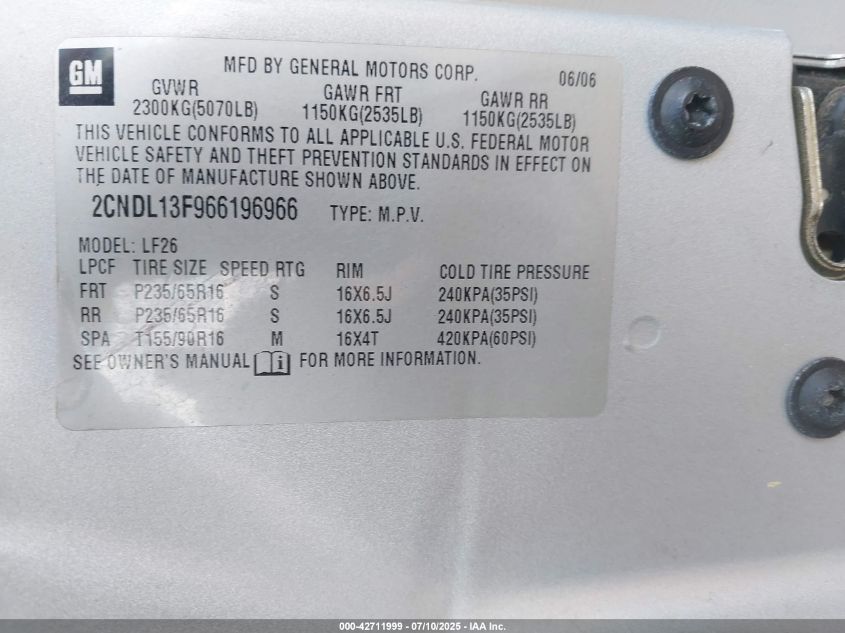 GM
MFD BY GENERAL MOTORS CORP. 06/06
GVWR GAWR FRT GAWR RR
2300KG(5070LB) 1150KG(2535LB) 1150KG(2535LB)
THIS VEHICLE CONFORMS TO ALL APPLICABLE U.S. FEDERAL MOTOR
VEHICLE SAFETY AND THEFT PREVENTION STANDARDS IN EFFECT ON
THE DATE OF MANUFACTURE SHOWN ABOVE.
2CNDL13F966196966 TYPE: M.P.V.
MODEL: LF26
LPCF TIRE SIZE SPEED RTG RIM COLD TIRE PRESSURE
FRT P235/65R16 S 16X6.5J 240KPA(35PSI)
RR P235/65R16 S 16X6.5J 240KPA(35PSI)
SPA T155/90R16 M 16X4T 420KPA(60PSI)
SEE OWNER'S MANUAL i FOR MORE INFORMATION.
000-42711999 / 07/10/2025 - IAA Inc.